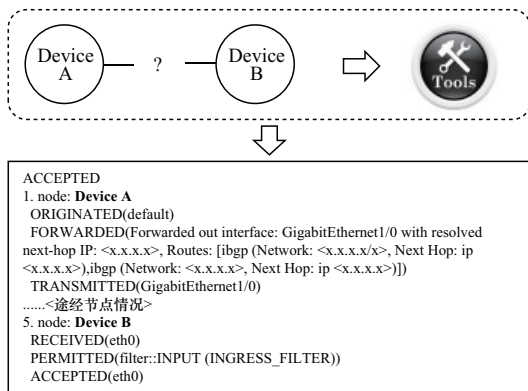 Device
A
?
Device
B
Tools
ACCEPTED
1. node: Device A
ORIGINATED(default)
FORWARDED(Forwarded out interface: GigabitEthernet1/0 with resolved
next-hop IP: <x.x.x.x>, Routes: [ibgp (Network: <x.x.x.x/x>, Next Hop: ip
<x.x.x.x>),ibgp (Network: <x.x.x.x>, Next Hop: ip <x.x.x.x>)])
TRANSMITTED(GigabitEthernet1/0)
......<途经节点情况>
5. node: Device B
RECEIVED(eth0)
PERMITTED(filter::INPUT (INGRESS_FILTER))
ACCEPTED(eth0)